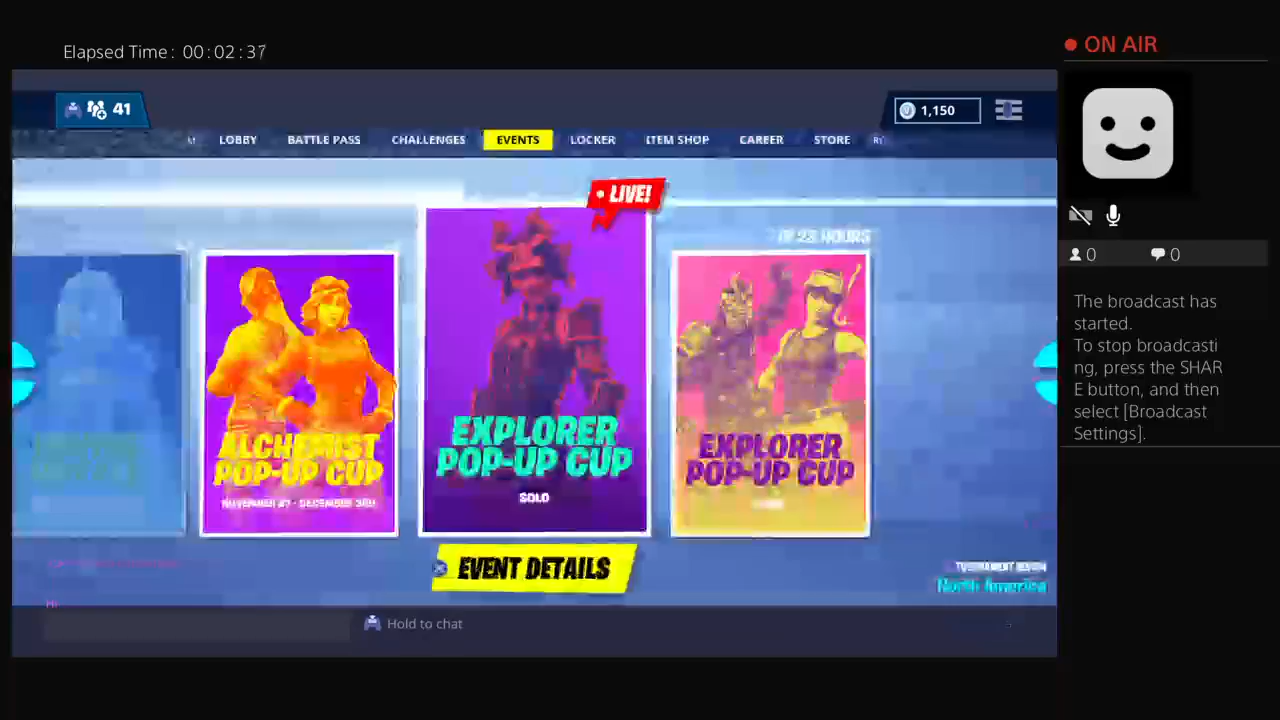 Elapsed Time: 00:02:37
ON AIR
41
1,150
LOBBY BATTLE PASS CHALLENGES EVENTS LOCKER ITEM SHOP CAREER STORE
LIVE!
HOURS
ALCHEMIST
POP-UP CUP
EXPLORER
POP-UP CUP
SOLO
EXPLORER
POP-UP CUP
EVENT DETAILS
North America
Hold to chat
0
0
The broadcast has
started.
To stop broadcasti
ng, press the SHAR
E button, and then
select [Broadcast
Settings].